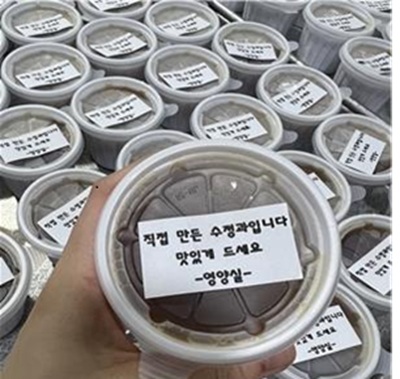 직접 만든 수정과입니다
맛있게 드세요
-영양실-